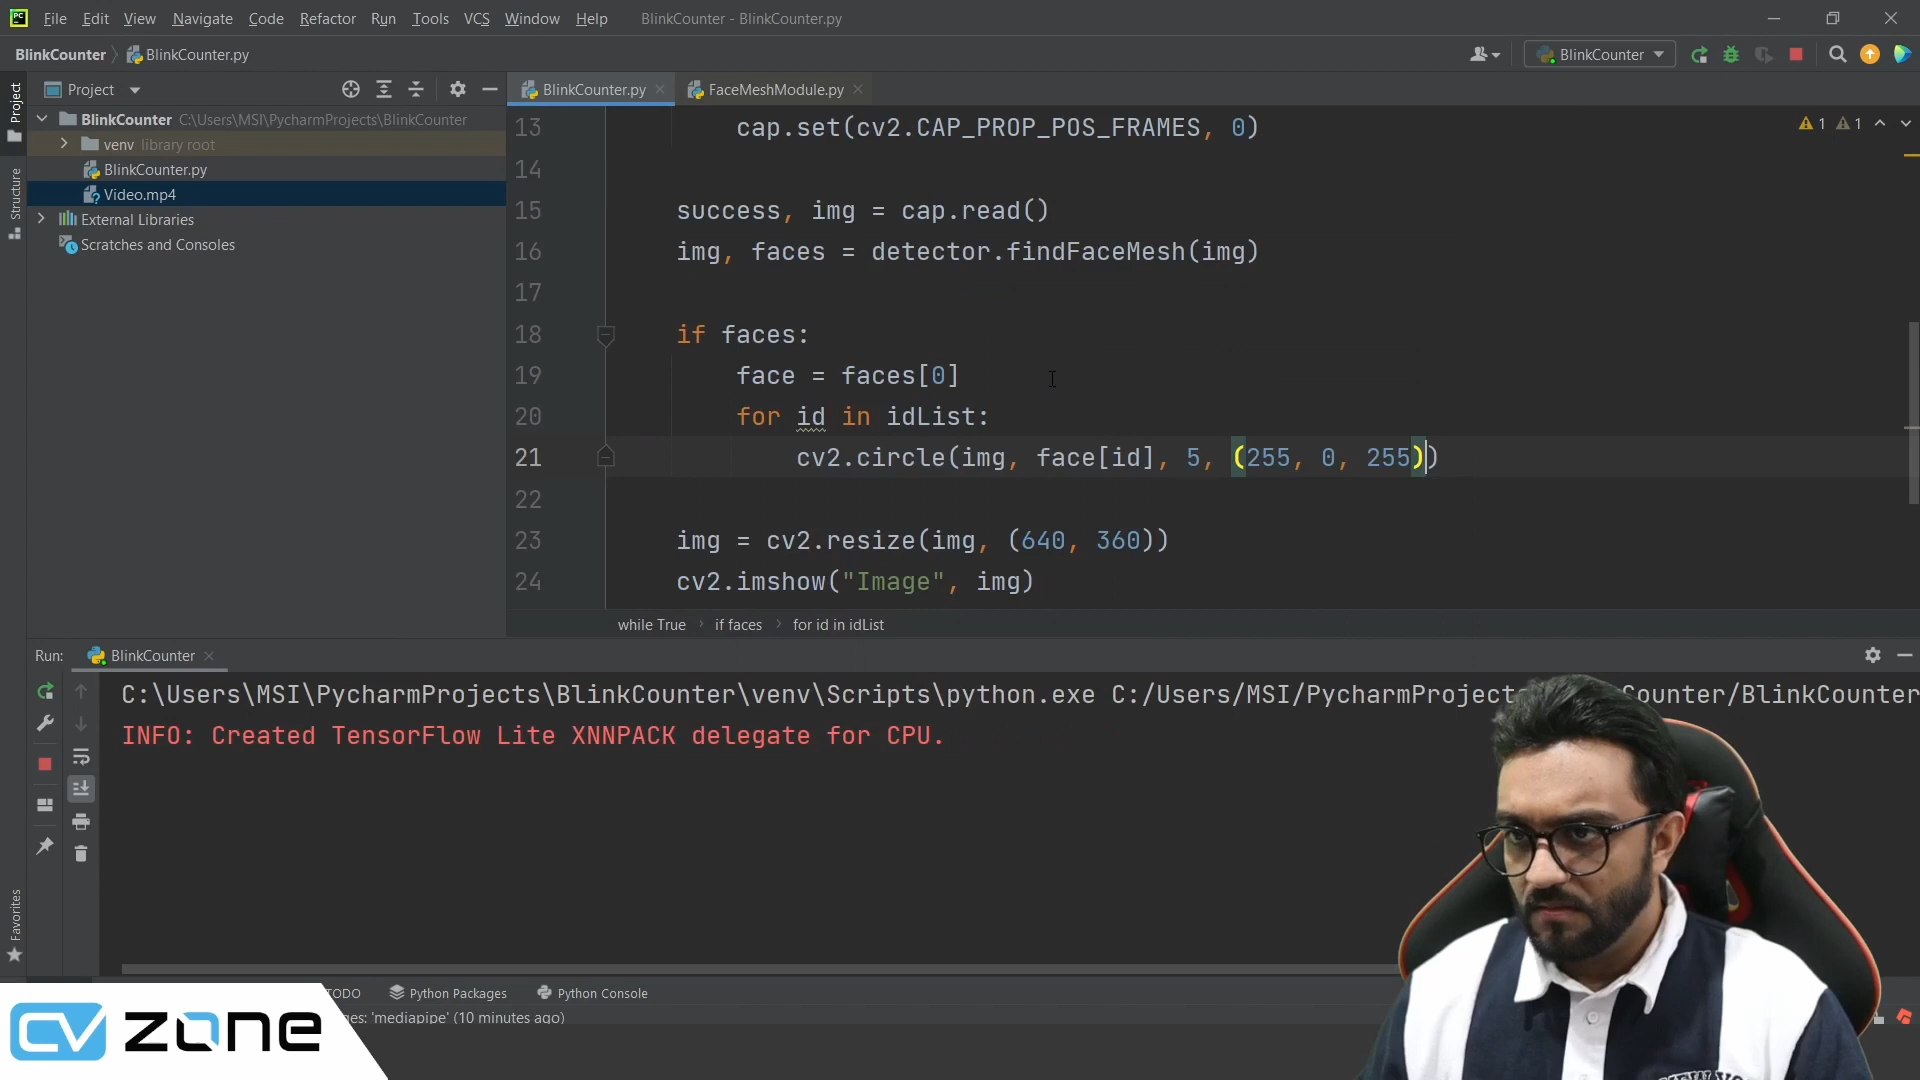 File Edit View Navigate Code Refactor Run Tools VCS Window Help BlinkCounter - BlinkCounter.py
BlinkCounter BlinkCounter.py BlinkCounter
Project BlinkCounter.py FaceMeshModule.py
Project
Structure
Favorites
BlinkCounter C:\Users\MSI\PycharmProjects\BlinkCounter
venv library root
BlinkCounter.py
Video.mp4
External Libraries
Scratches and Consoles
1 1
13 cap.set(cv2.CAP_PROP_POS_FRAMES, 0)
14
15 success, img = cap.read()
16 img, faces = detector.findFaceMesh(img)
17
18 if faces:
19 face = faces[0]
20 for id in idList:
21 cv2.circle(img, face[id], 5, (255, 0, 255))
22
23 img = cv2.resize(img, (640, 360))
24 cv2.imshow("Image", img)
while True if faces for id in idList
Run: BlinkCounter
C:\Users\MSI\PycharmProjects\BlinkCounter\venv\Scripts\python.exe C:/Users/MSI/PycharmProject ounter/BlinkCounter
INFO: Created TensorFlow Lite XNNPACK delegate for CPU.
TODO Python Packages Python Console
es: 'mediapipe' (10 minutes ago)
CV ZONE